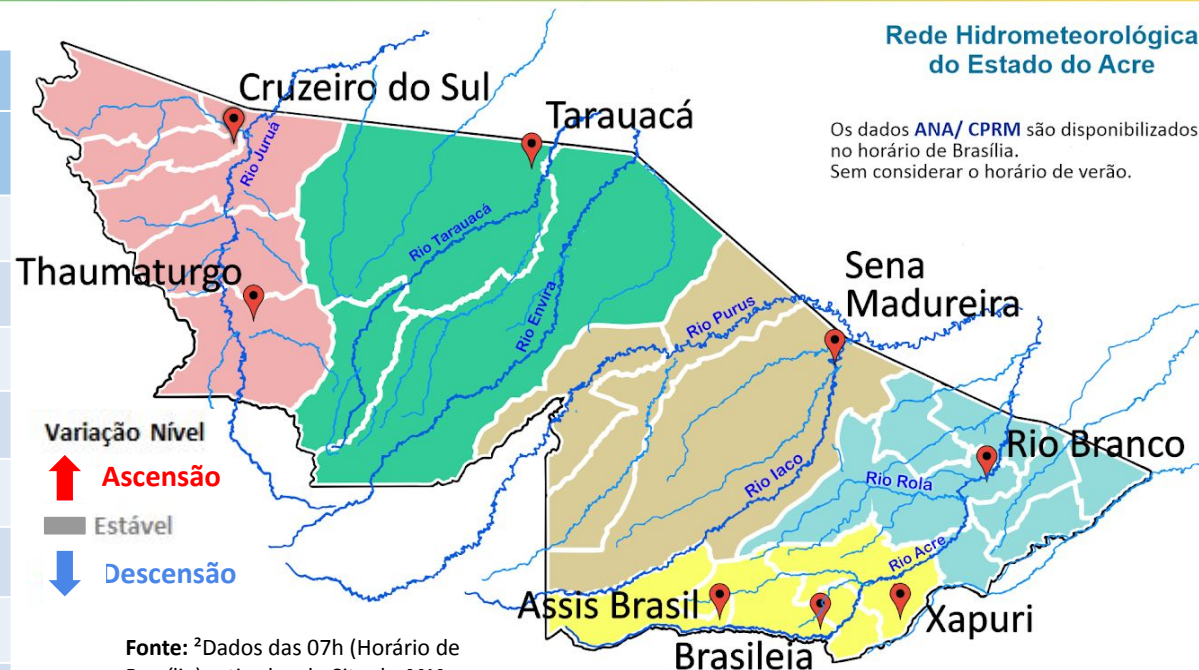 Rede Hidrometeorológica
do Estado do Acre
Os dados ANA/ CPRM são disponibilizados
no horário de Brasília.
Sem considerar o horário de verão.
Cruzeiro do Sul
Tarauacá
Rio Juruá
Rio Tarauacá
Thaumaturgo
Rio Envira
Rio Purus
Sena
Madureira
Variação Nível
Ascensão
Estável
Descensão
Rio Branco
Rio Iaco
Rio Rola
Rio Acre
Assis Brasil
Xapuri
Brasileia
Fonte: ²Dados das 07h (Horário de